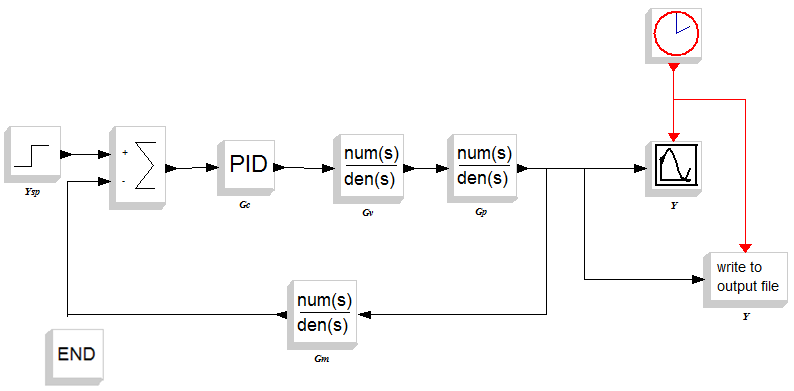 +
-
PID
num(s)
den(s)
num(s)
den(s)
Ysp
Gc
Gv
Gp
Y
write to
output file
Y
num(s)
den(s)
Gm
END